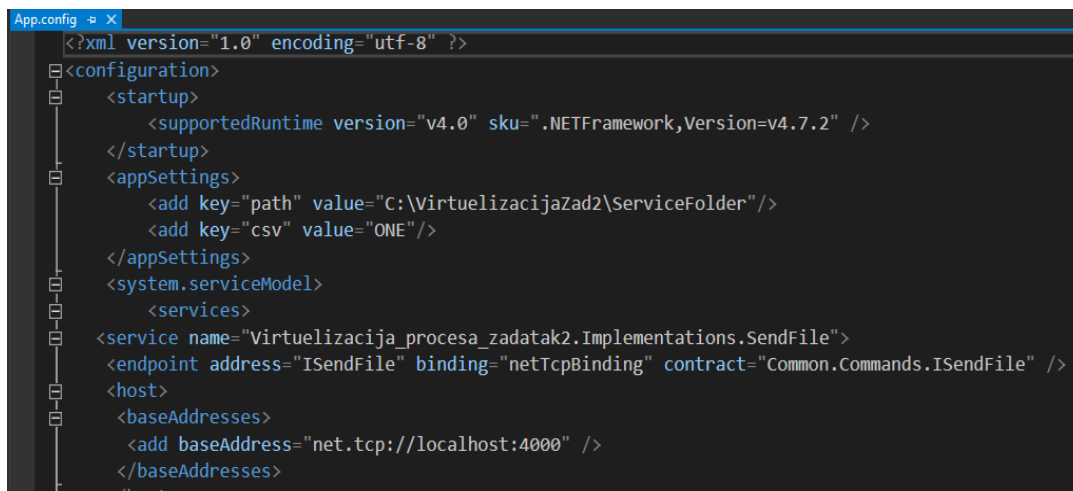 App.config
<?xml version="1.0" encoding="utf-8" ?>
<configuration>
<startup>
<supportedRuntime version="v4.0" sku=".NETFramework,Version=v4.7.2" />
</startup>
<appSettings>
<add key="path" value="C:\VirtuelizacijaZad2\ServiceFolder"/>
<add key="csv" value="ONE"/>
</appSettings>
<system.serviceModel>
<services>
<service name="Virtuelizacija_procesa_zadatak2.Implementations.SendFile">
<endpoint address="ISendFile" binding="netTcpBinding" contract="Common.Commands.ISendFile" />
<host>
<baseAddresses>
<add baseAddress="net.tcp://localhost:4000" />
</baseAddresses>